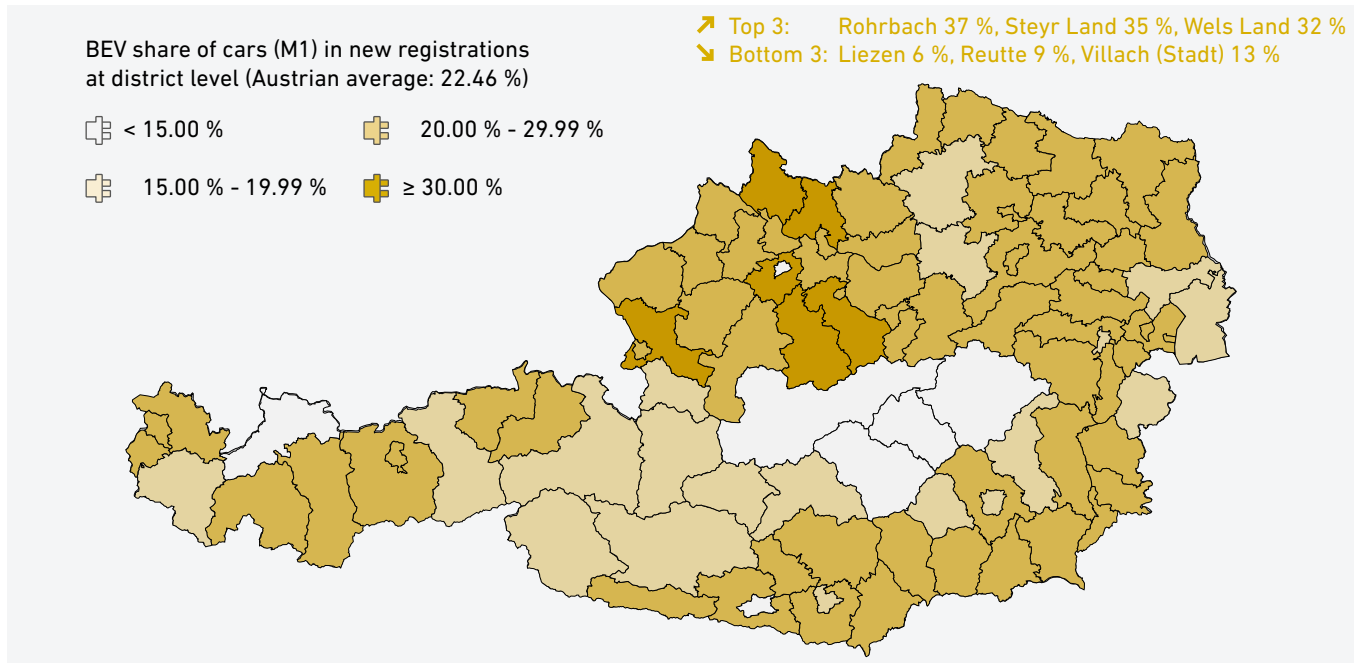 ↗ Top 3: Rohrbach 37 %, Steyr Land 35 %, Wels Land 32 %
↘ Bottom 3: Liezen 6 %, Reutte 9 %, Villach (Stadt) 13 %
BEV share of cars (M1) in new registrations
at district level (Austrian average: 22.46 %)
< 15.00 % 20.00 % - 29.99 %
15.00 % - 19.99 % ≥ 30.00 %